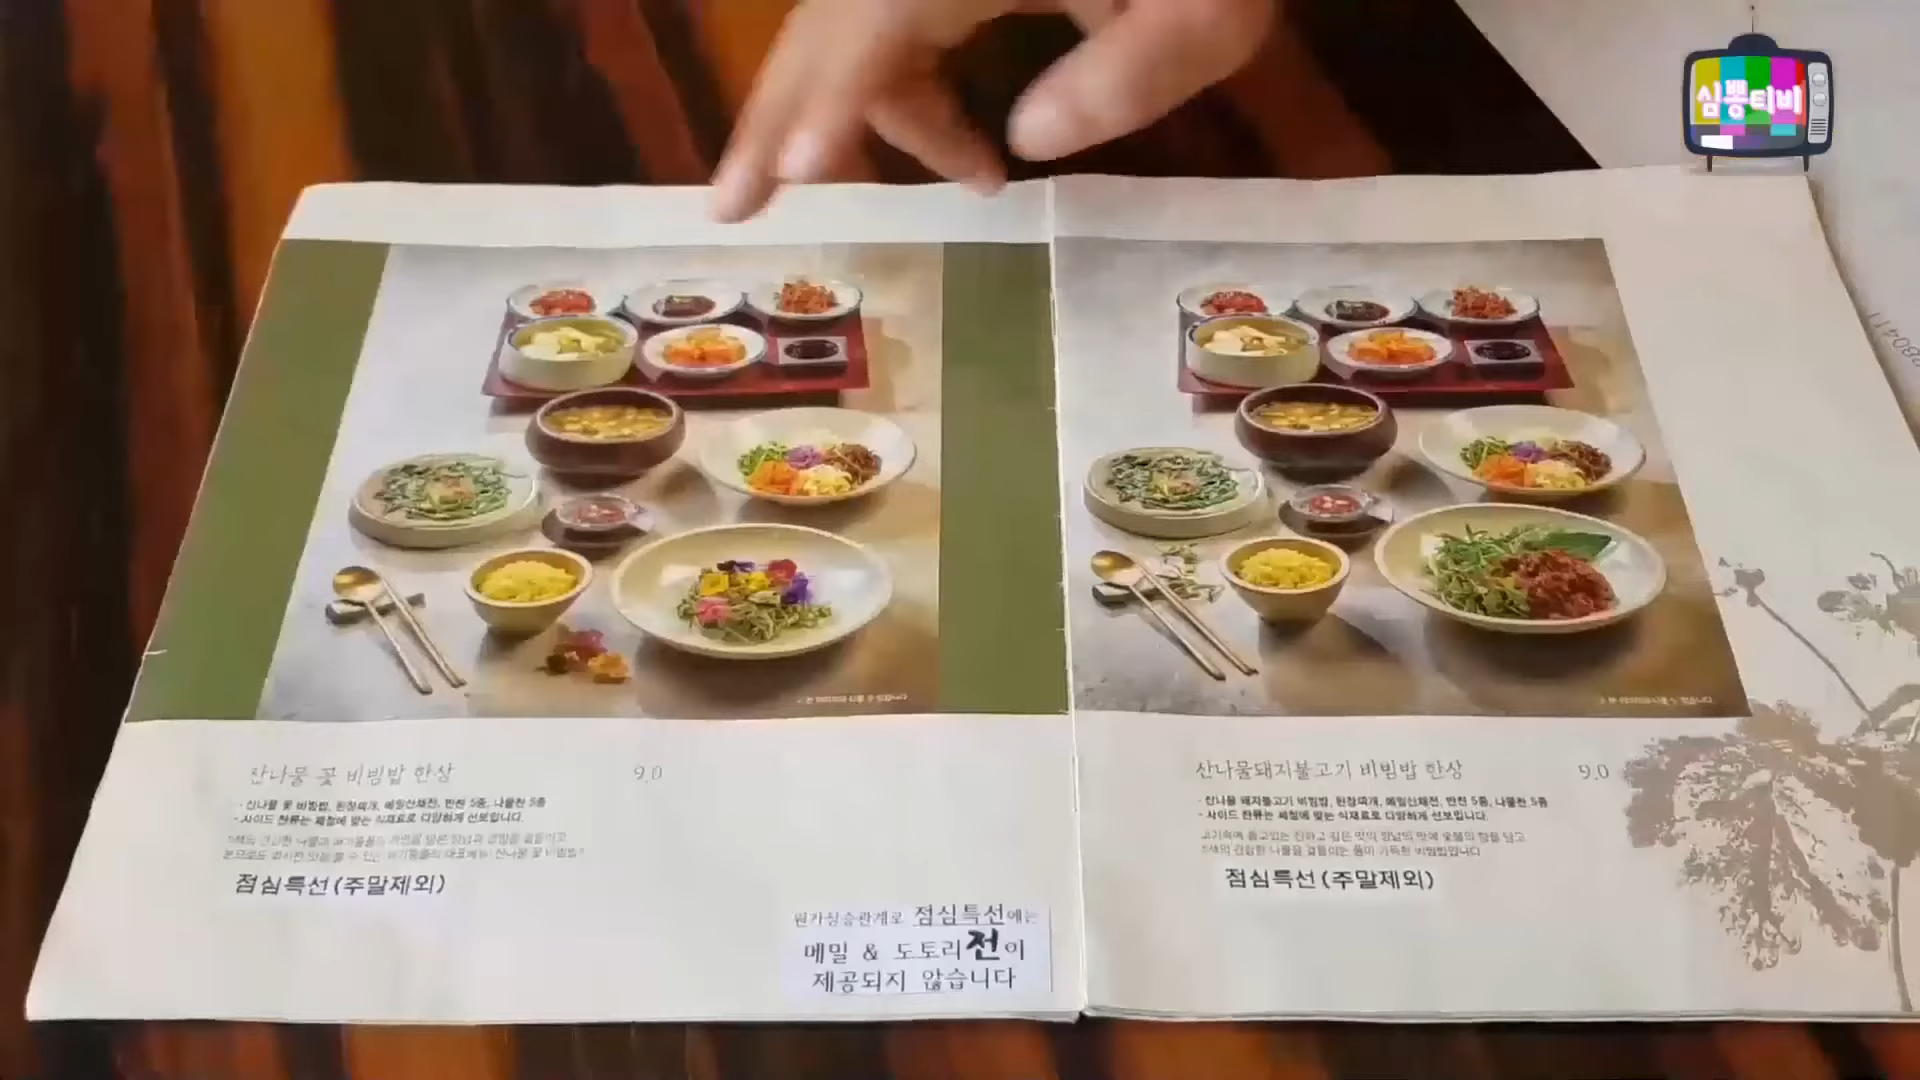 심뽕티비
산나물 꽃 비빔밥 한상 9.0
- 산나물 꽃 비빔밥, 된장찌개, 메밀산채전, 반찬 5종, 나물찬 5종
- 사이드 찬류는 제철에 맞는 식재료로 다양하게 선보입니다.
점심특선(주말제외)
원가상승관계로 점심특선에는
메밀 & 도토리전이
제공되지 않습니다
산나물돼지불고기 비빔밥 한상 9.0
- 산나물 돼지불고기 비빔밥, 된장찌개, 메밀산채전, 반찬 5종, 나물찬 5종
- 사이드 찬류는 제철에 맞는 식재료로 다양하게 선보입니다.
점심특선(주말제외)